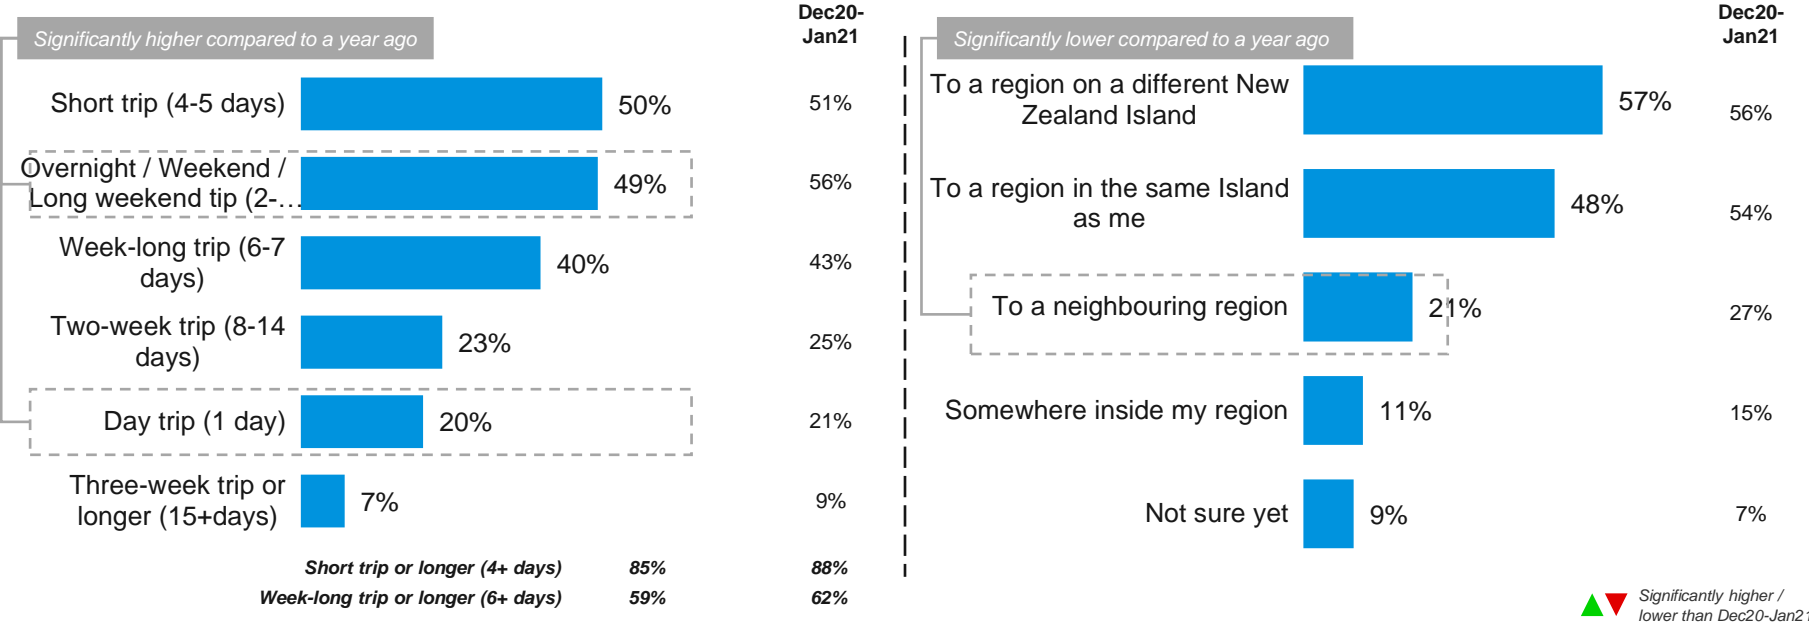 Significantly higher compared to a year ago
Dec20-
Jan21
Short trip (4-5 days)
50%
51%
Overnight / Weekend /
Long weekend tip (2-…
49%
56%
Week-long trip (6-7
days)
40%
43%
Two-week trip (8-14
days)
23%
25%
Day trip (1 day)
20%
21%
Three-week trip or
longer (15+days)
7%
9%
Short trip or longer (4+ days) 85% 88%
Week-long trip or longer (6+ days) 59% 62%
Significantly lower compared to a year ago
Dec20-
Jan21
To a region on a different New
Zealand Island
57%
56%
To a region in the same Island
as me
48%
54%
To a neighbouring region
21%
27%
Somewhere inside my region
11%
15%
Not sure yet
9%
7%
Significantly higher /
lower than Dec20-Jan21